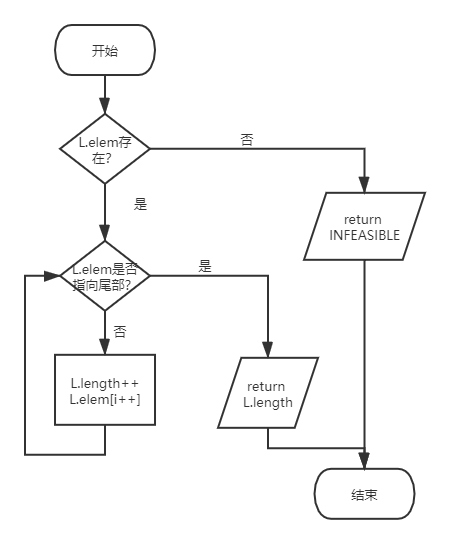 开始
L.elem存
在?
否
是
return
INFEASIBLE
L.elem是否
指向尾部?
是
否
L.length++
L.elem[i++]
return
L.length
结束